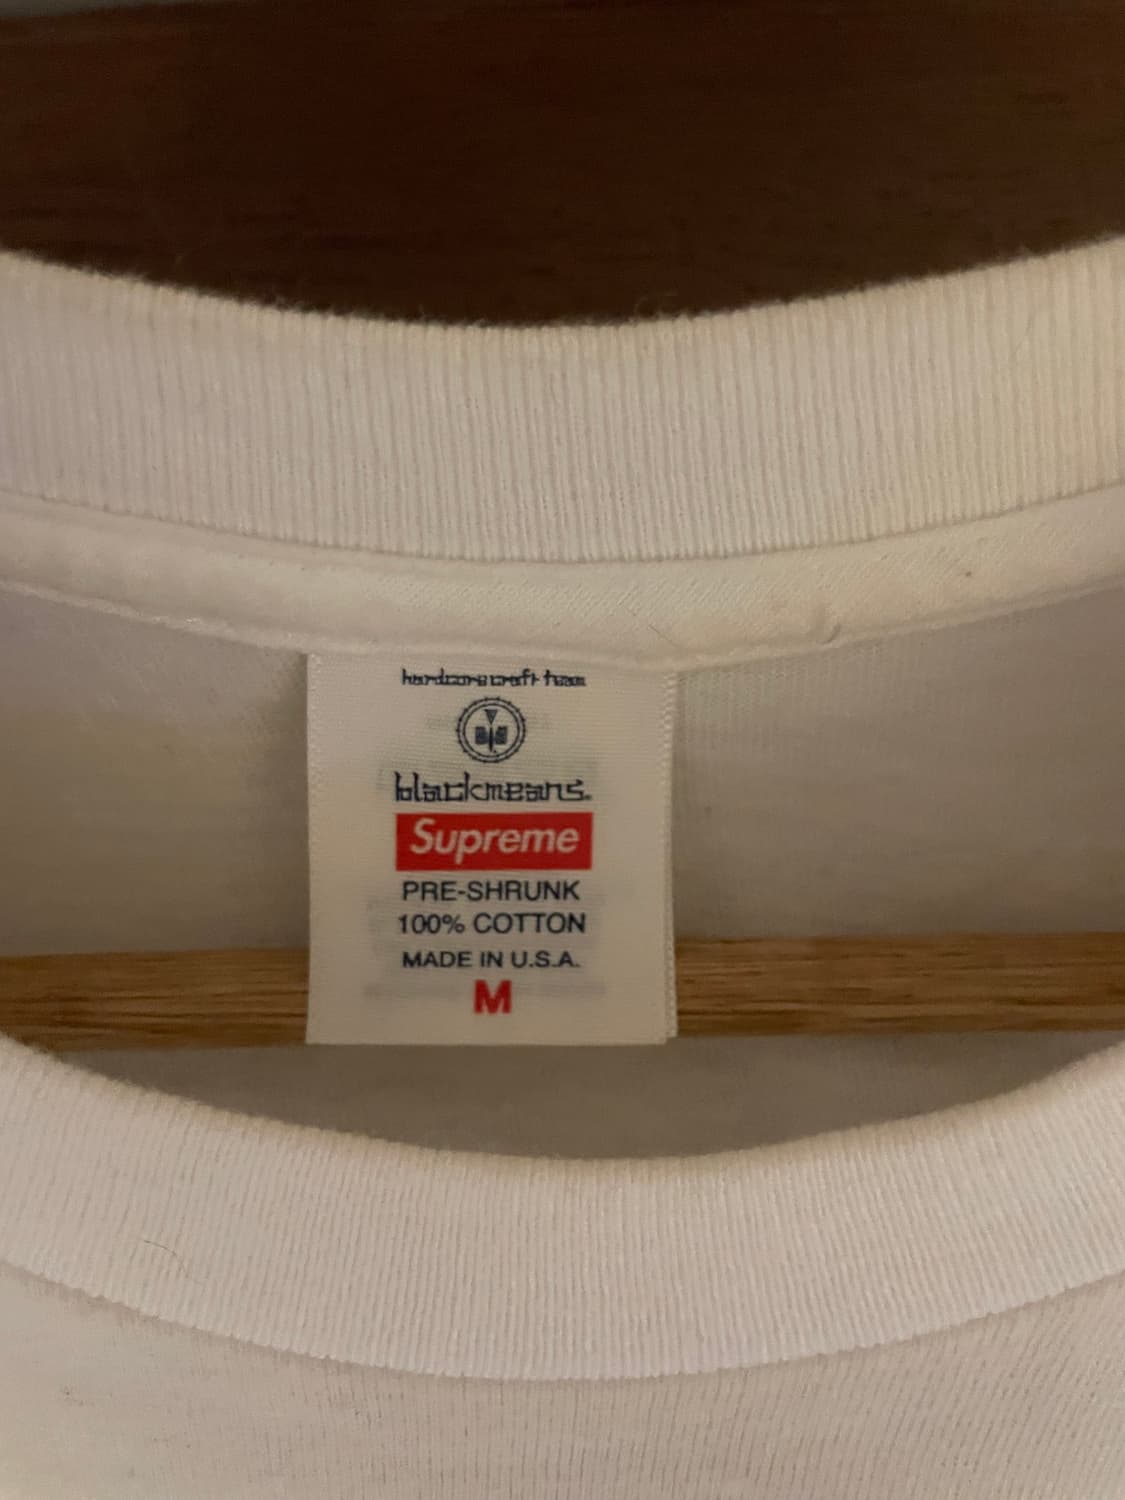 hardcore craft team
blackmeans.
Supreme
PRE-SHRUNK
100% COTTON
MADE IN U.S.A.
M